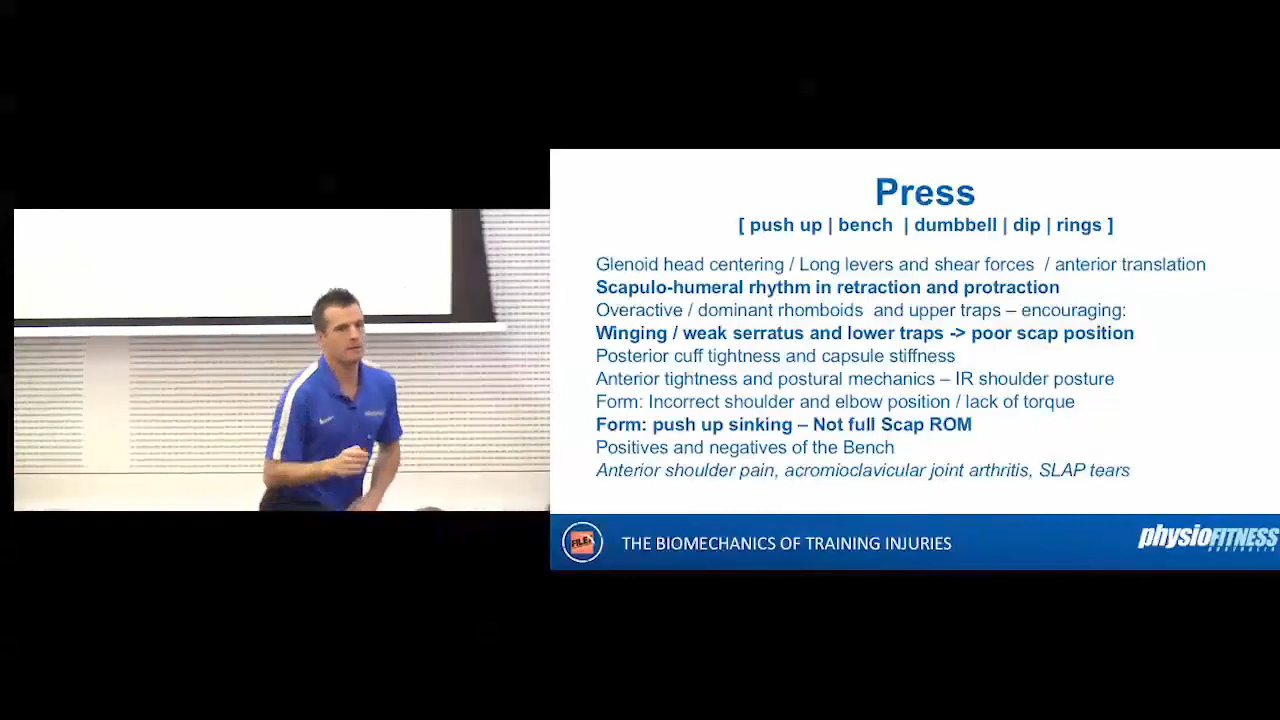 Press
[ push up | bench | dumbbell | dip | rings ]
Glenoid head centering / Long levers and shear forces / anterior translation
Scapulo-humeral rhythm in retraction and protraction
Overactive / dominant rhomboids and upper traps – encouraging:
Winging / weak serratus and lower traps -> poor scap position
Posterior cuff tightness and capsule stiffness
Anterior tightness and postural mechanics – IR shoulder posture
Form: Incorrect shoulder and elbow position / lack of torque
Form: push up sinking – Not full Scap ROM
Positives and negatives of the Bench
Anterior shoulder pain, acromioclavicular joint arthritis, SLAP tears
FILEX
THE BIOMECHANICS OF TRAINING INJURIES
physioFITNESS
AUSTRALIA